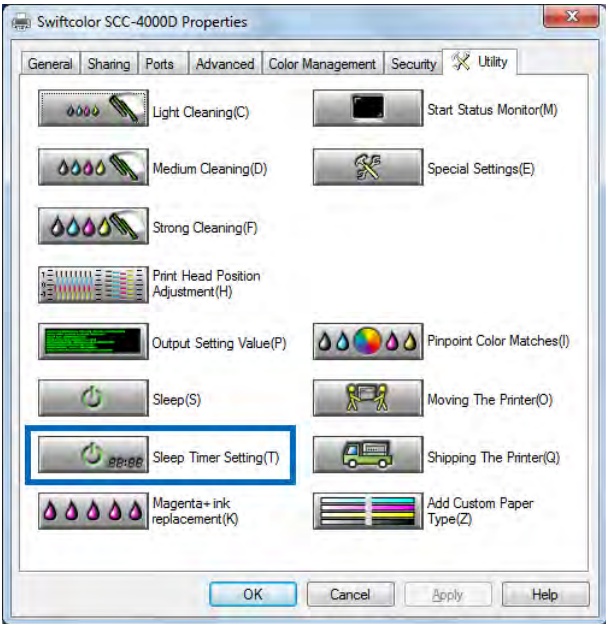 Swiftcolor SCC-4000D Properties
General Sharing Ports Advanced Color Management Security Utility
Light Cleaning(C)
Start Status Monitor(M)
Medium Cleaning(D)
Special Settings(E)
Strong Cleaning(F)
Print Head Position
Adjustment(H)
Output Setting Value(P)
Pinpoint Color Matches(I)
Sleep(S)
Moving The Printer(O)
Sleep Timer Setting(T)
Shipping The Printer(Q)
Magenta+ink
replacement(K)
Add Custom Paper
Type(Z)
OK Cancel Apply Help